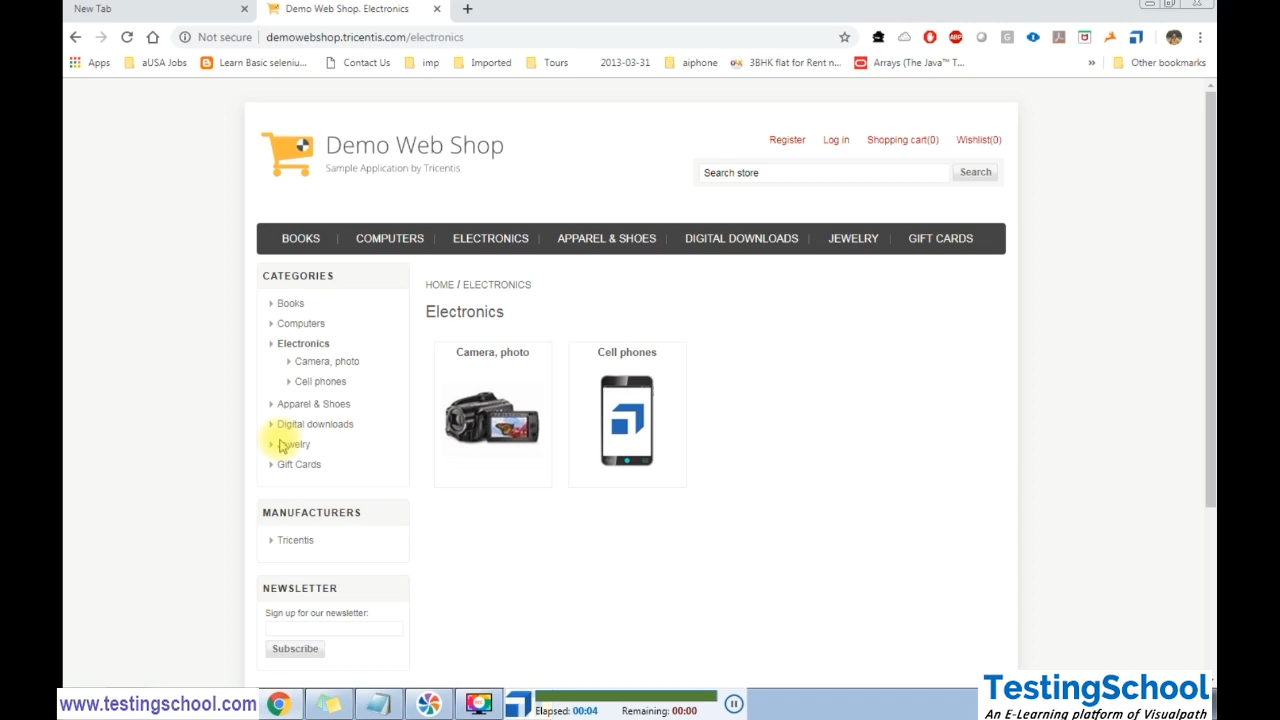 New Tab
Demo Web Shop. Electronics
Not secure
demowebshop.tricentis.com/electronics
ABP
G
Apps
aUSA Jobs
Learn Basic seleniu...
Contact Us
imp
Imported
Tours
2013-03-31
aiphone
3BHK flat for Rent n...
Arrays (The Java™ T...
»
Other bookmarks
Demo Web Shop
Sample Application by Tricentis
Register
Log in
Shopping cart(0)
Wishlist(0)
Search store
Search
BOOKS
COMPUTERS
ELECTRONICS
APPAREL & SHOES
DIGITAL DOWNLOADS
JEWELRY
GIFT CARDS
CATEGORIES
Books
Computers
Electronics
Camera, photo
Cell phones
Apparel & Shoes
Digital downloads
Jewelry
Gift Cards
MANUFACTURERS
Tricentis
NEWSLETTER
Sign up for our newsletter:
Subscribe
HOME / ELECTRONICS
Electronics
Camera, photo
Cell phones
www.testingschool.com
Elapsed: 00:04
Remaining: 00:00
TestingSchool
An E-Learning platform of Visualpath